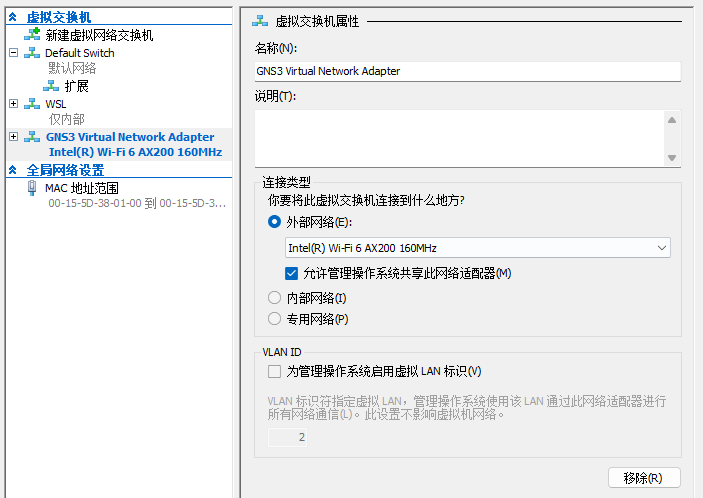 虚拟交换机
新建虚拟网络交换机
Default Switch
默认网络
扩展
WSL
仅内部
GNS3 Virtual Network Adapter
Intel(R) Wi-Fi 6 AX200 160MHz
全局网络设置
MAC 地址范围
00-15-5D-38-01-00 到 00-15-5D-3...
虚拟交换机属性
名称(N):
GNS3 Virtual Network Adapter
说明(T):
连接类型
你要将此虚拟交换机连接到什么地方?
外部网络(E):
Intel(R) Wi-Fi 6 AX200 160MHz
允许管理操作系统共享此网络适配器(M)
内部网络(I)
专用网络(P)
VLAN ID
为管理操作系统启用虚拟 LAN 标识(V)
VLAN 标识符指定虚拟 LAN，管理操作系统使用该 LAN 通过此网络适配器进行
所有网络通信(L)。此设置不影响虚拟机网络。
2
移除(R)